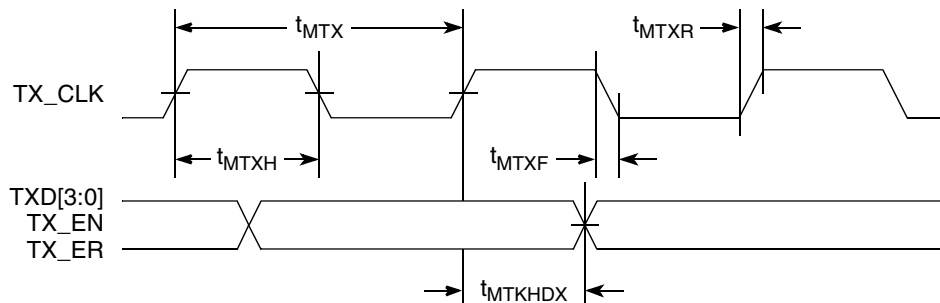 tMTX
tMTXR
TX_CLK
tMTXH
tMTXF
TXD[3:0]
TX_EN
TX_ER
tMTKHDX